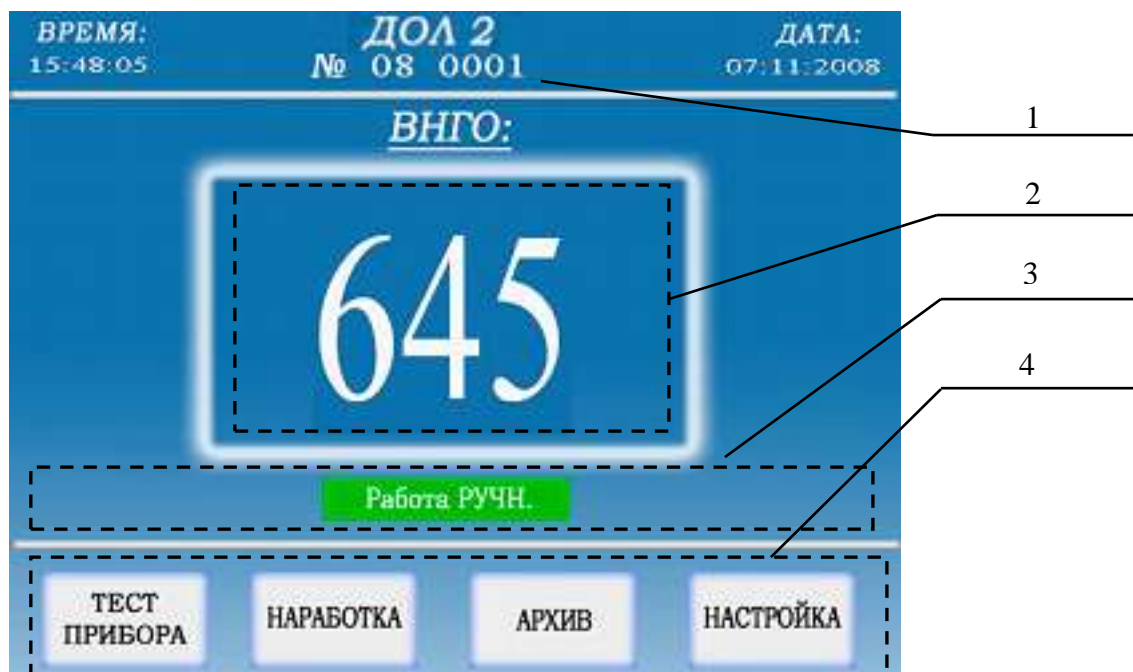 ВРЕМЯ:
15:48:05
ДОЛ 2
№ 08 0001
ДАТА:
07:11:2008
ВНГО:
645
Работа РУЧН.
ТЕСТ
ПРИБОРА
НАРАБОТКА
АРХИВ
НАСТРОЙКА
1
2
3
4